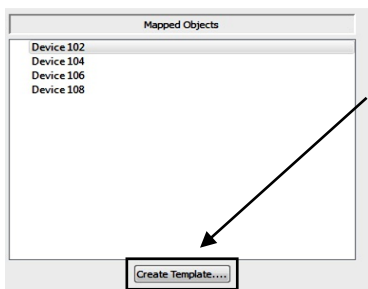 Mapped Objects
Device 102
Device 104
Device 106
Device 108
Create Template....